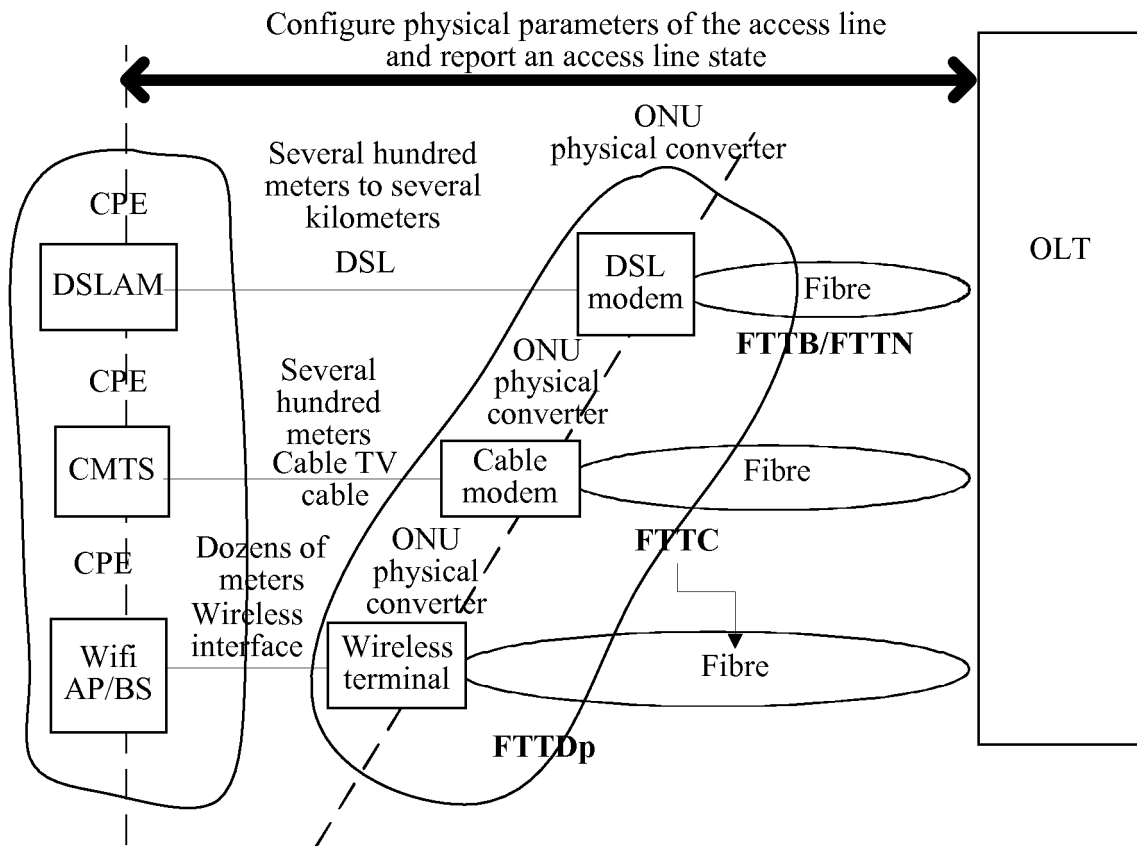 Configure physical parameters of the access line
and report an access line state
ONU
physical converter
Several hundred
meters to several
kilometers
CPE
OLT
DSL
DSLAM
DSL
modem
Fibre
FTTB/FTTN
ONU
physical
converter
CPE
Several
hundred
meters
Cable TV
cable
CMTS
Cable
modem
Fibre
FTTC
ONU
physical
converter
CPE
Dozens of
meters
Wireless
interface
Wifi
AP/BS
Wireless
terminal
Fibre
FTTDp